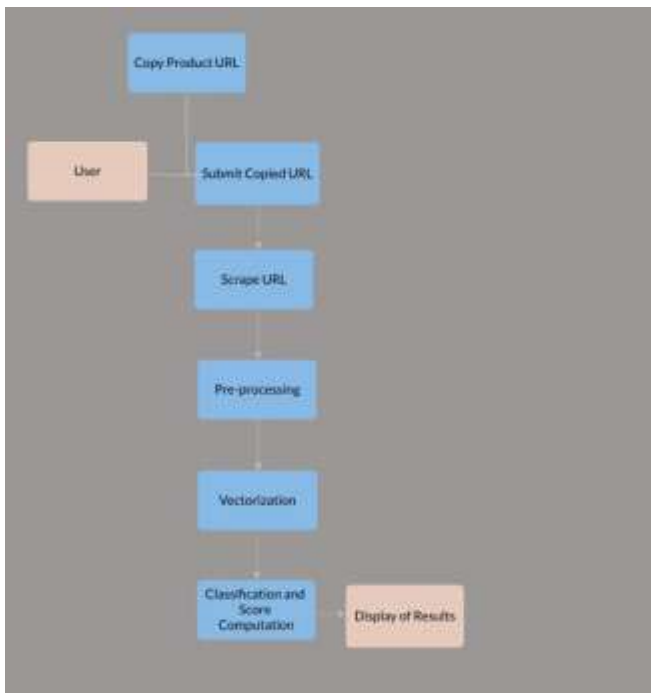 Copy Product URL
User
Submit Copied URL
Scrape URL
Pre-processing
Vectorization
Classification and
Score
Computation
Display of Results